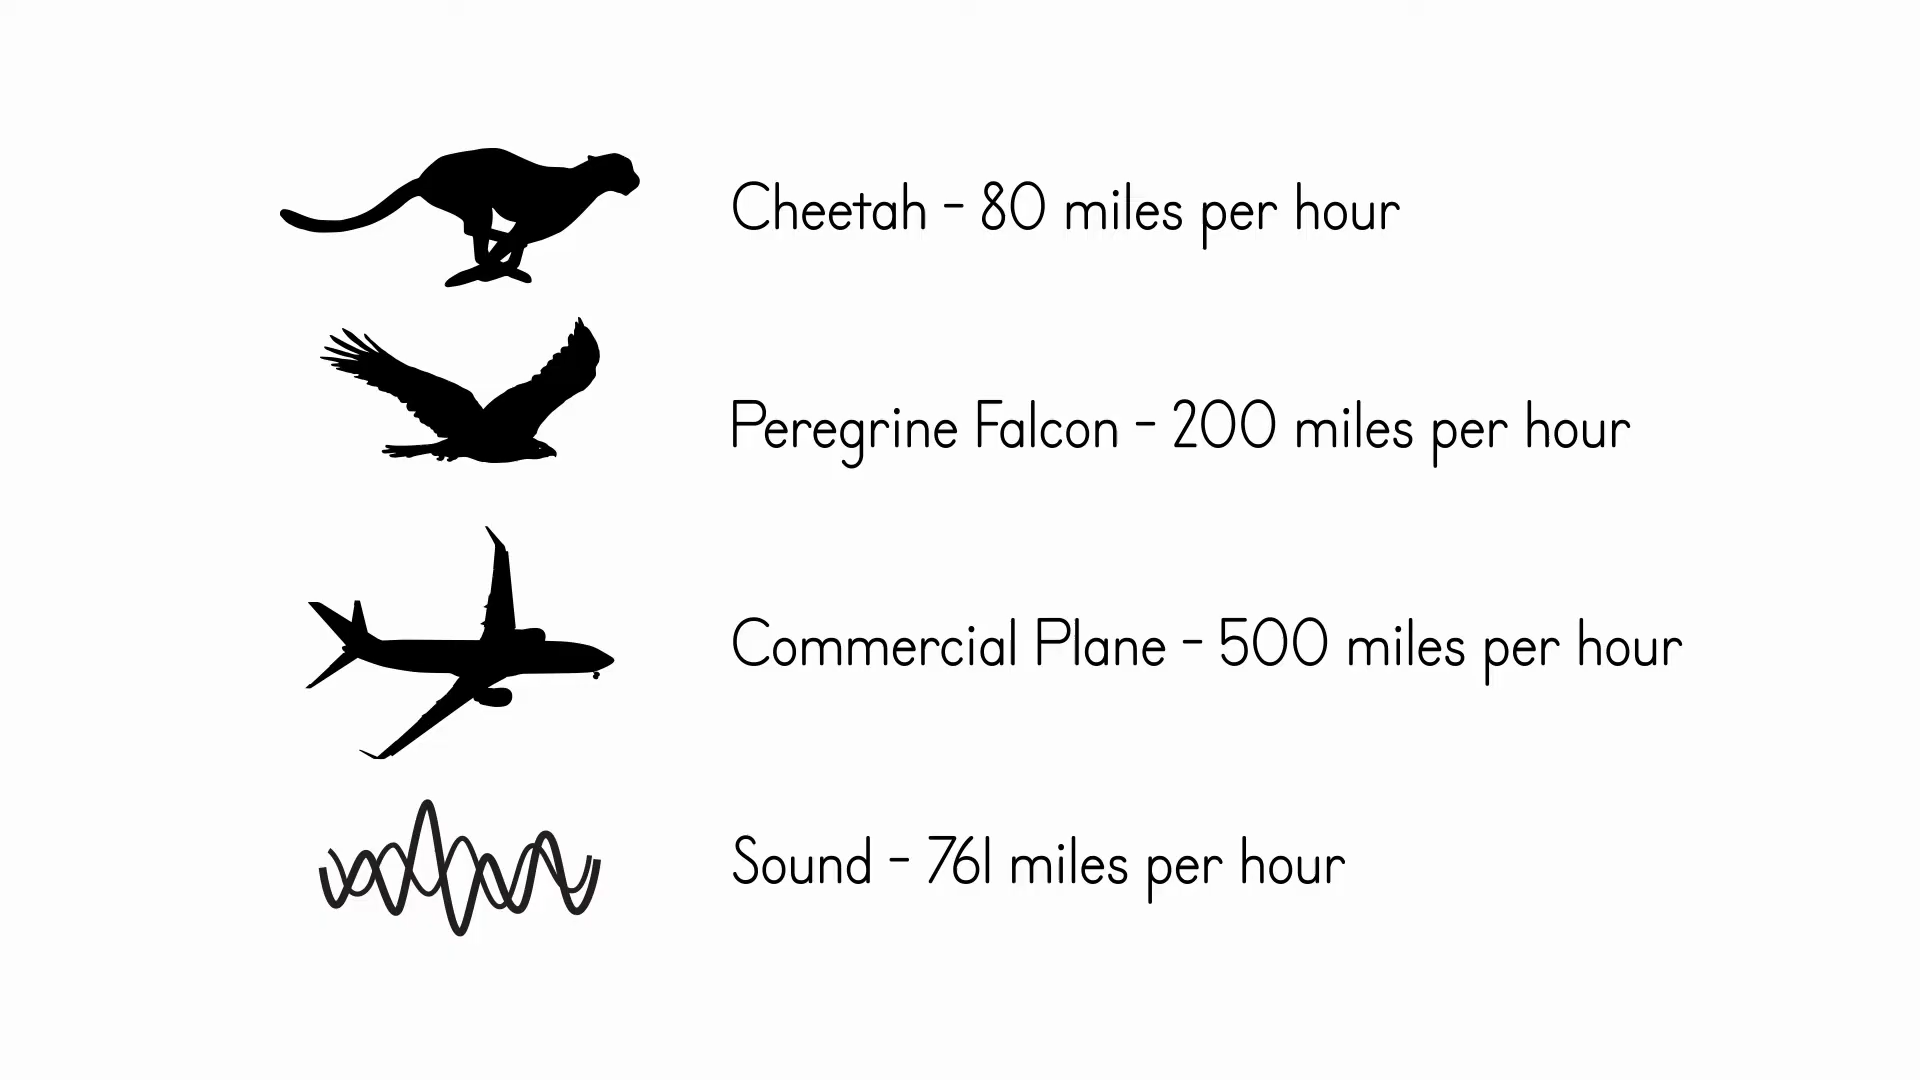 Cheetah - 80 miles per hour
Peregrine Falcon - 200 miles per hour
Commercial Plane - 500 miles per hour
Sound - 761 miles per hour